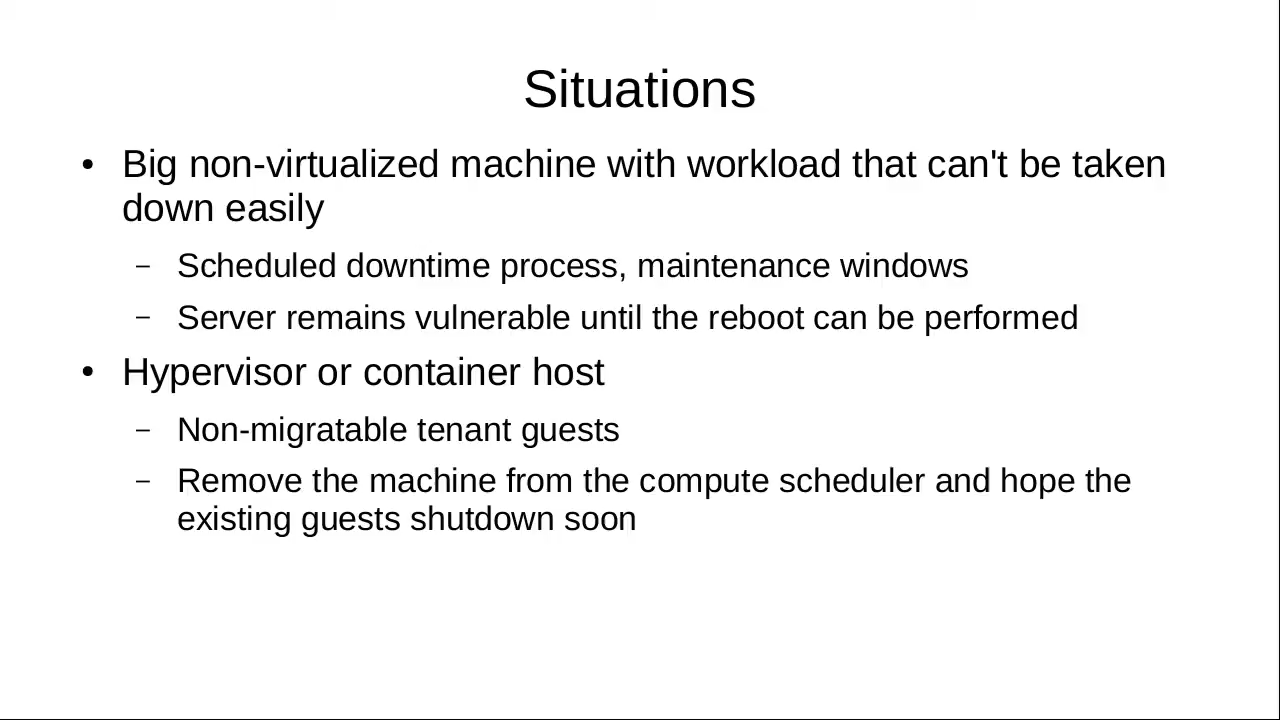 Situations
• Big non-virtualized machine with workload that can't be taken
down easily
– Scheduled downtime process, maintenance windows
– Server remains vulnerable until the reboot can be performed
• Hypervisor or container host
– Non-migratable tenant guests
– Remove the machine from the compute scheduler and hope the
existing guests shutdown soon